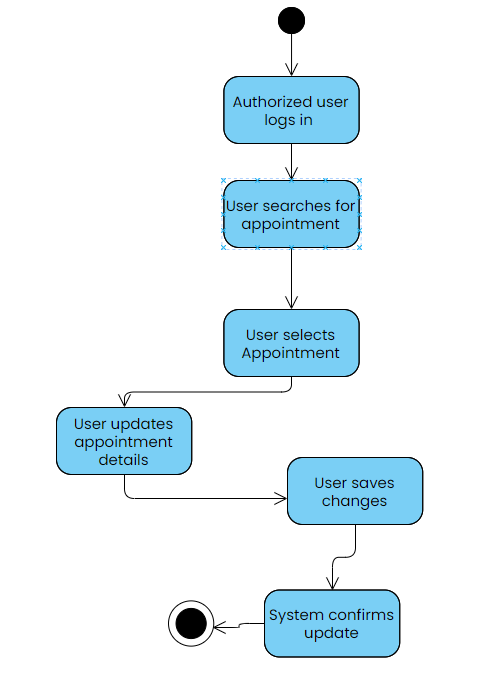 Authorized user
logs in
User searches for
appointment
User selects
Appointment
User updates
appointment
details
User saves
changes
System confirms
update